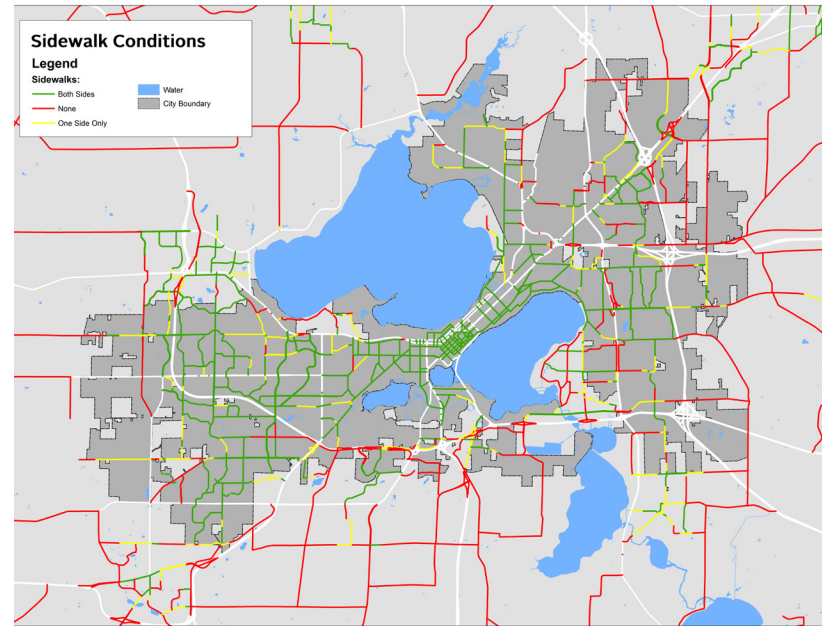 Sidewalk Conditions
Legend
Sidewalks:
Both Sides
None
One Side Only
Water
City Boundary